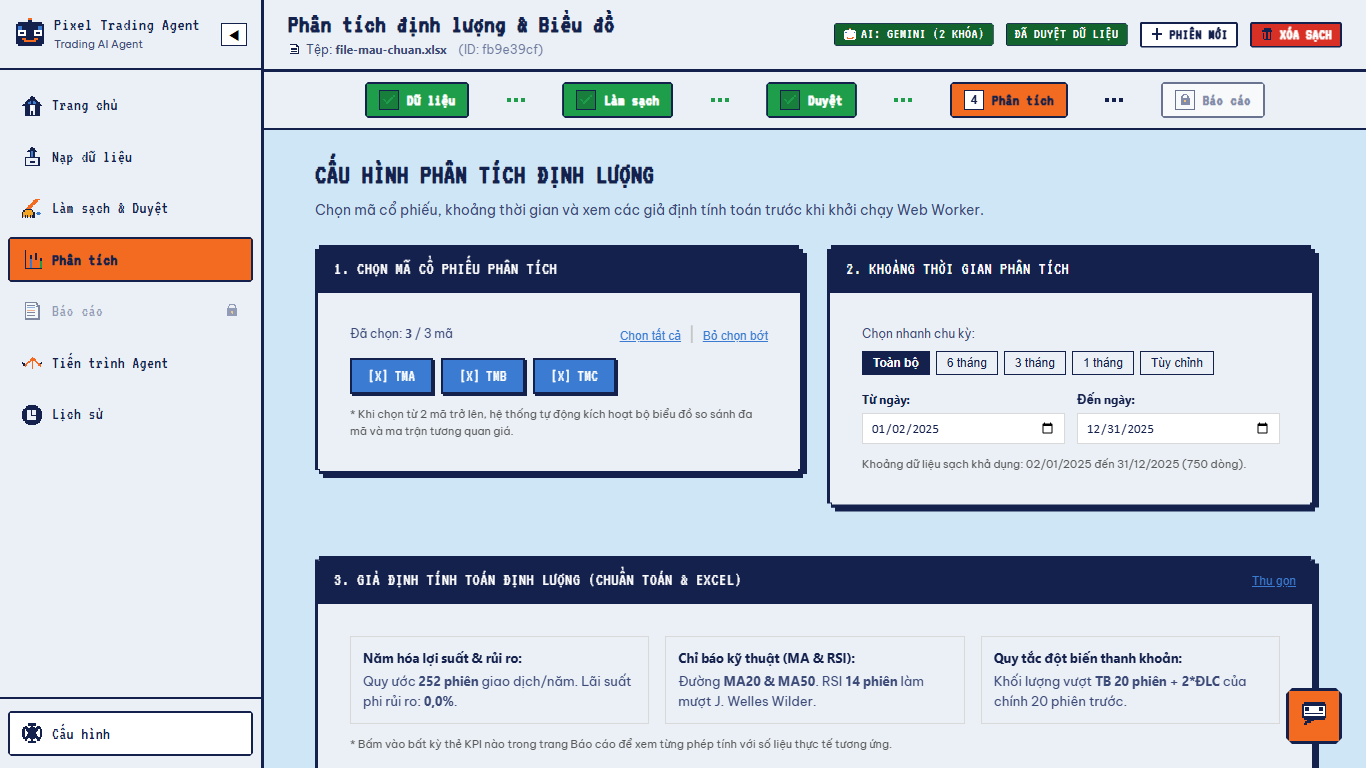 Pixel Trading Agent
Trading AI Agent
Trang chủ
Nạp dữ liệu
Làm sạch & Duyệt
Phân tích
Báo cáo
Tiến trình Agent
Lịch sử
Cấu hình
Phân tích định lượng & Biểu đồ
Tệp: file-mau-chuan.xlsx (ID: fb9e39cf)
AI: GEMINI (2 KHÓA)
ĐÃ DUYỆT DỮ LIỆU
PHIÊN MỚI
XÓA SẠCH
Dữ liệu
Làm sạch
Duyệt
4 Phân tích
Báo cáo
CẤU HÌNH PHÂN TÍCH ĐỊNH LƯỢNG
Chọn mã cổ phiếu, khoảng thời gian và xem các giả định tính toán trước khi khởi chạy Web Worker.
1. CHỌN MÃ CỔ PHIẾU PHÂN TÍCH
Đã chọn: 3 / 3 mã
Chọn tất cả | Bỏ chọn bớt
[X] TMA
[X] TMB
[X] TMC
* Khi chọn từ 2 mã trở lên, hệ thống tự động kích hoạt bộ biểu đồ so sánh đa
mã và ma trận tương quan giá.
2. KHOẢNG THỜI GIAN PHÂN TÍCH
Chọn nhanh chu kỳ:
Toàn bộ
6 tháng
3 tháng
1 tháng
Tùy chỉnh
Từ ngày:
Đến ngày:
01/02/2025
12/31/2025
Khoảng dữ liệu sạch khả dụng: 02/01/2025 đến 31/12/2025 (750 dòng).
3. GIẢ ĐỊNH TÍNH TOÁN ĐỊNH LƯỢNG (CHUẨN TOÁN & EXCEL)
Thu gọn
Năm hóa lợi suất & rủi ro:
Quy ước 252 phiên giao dịch/năm. Lãi suất
phi rủi ro: 0,0%.
Chỉ báo kỹ thuật (MA & RSI):
Đường MA20 & MA50. RSI 14 phiên làm
mượt J. Welles Wilder.
Quy tắc đột biến thanh khoản:
Khối lượng vượt TB 20 phiên + 2*ĐLC của
chính 20 phiên trước.
* Bấm vào bất kỳ thẻ KPI nào trong trang Báo cáo để xem từng phép tính với số liệu thực tế tương ứng.